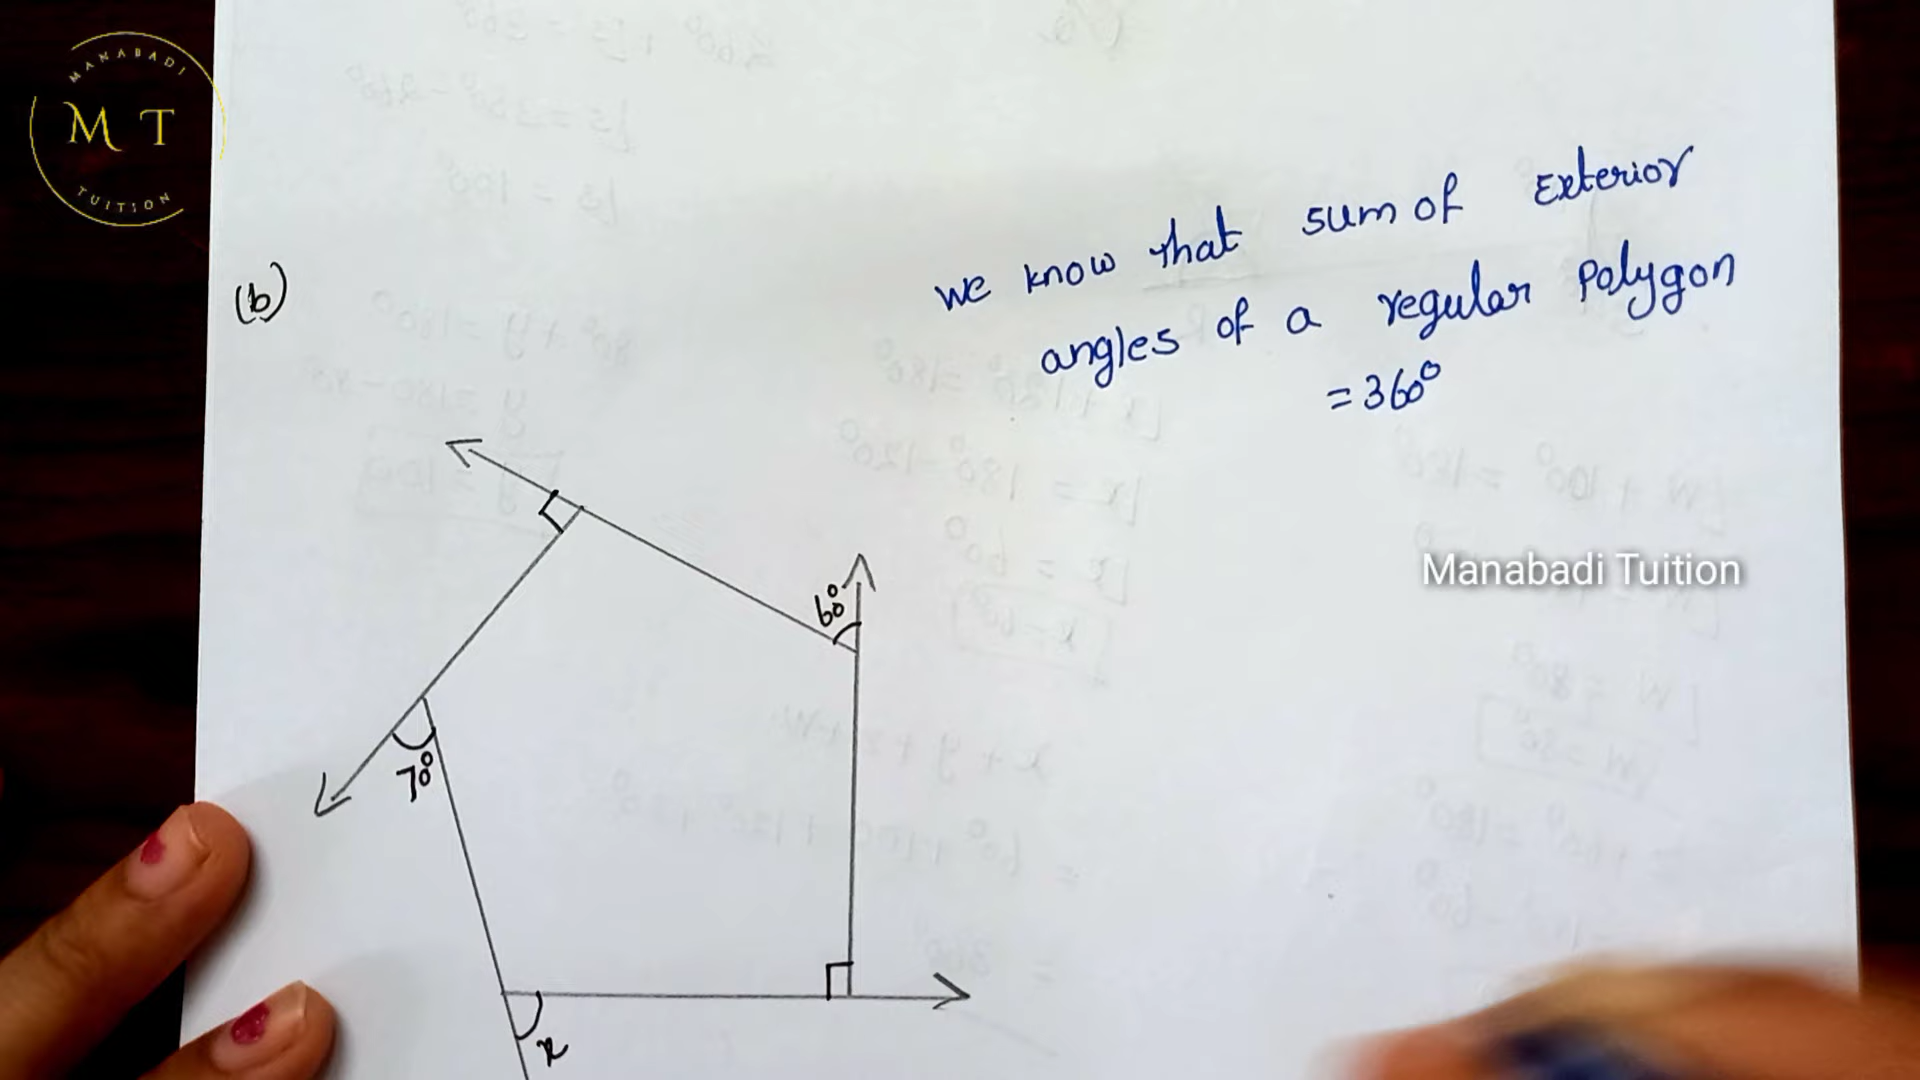 MANABADI
M T
TUITION
(b)
we know that sum of Exterior
angles of a regular Polygon
= 360°
60°
Manabadi Tuition
70°
x